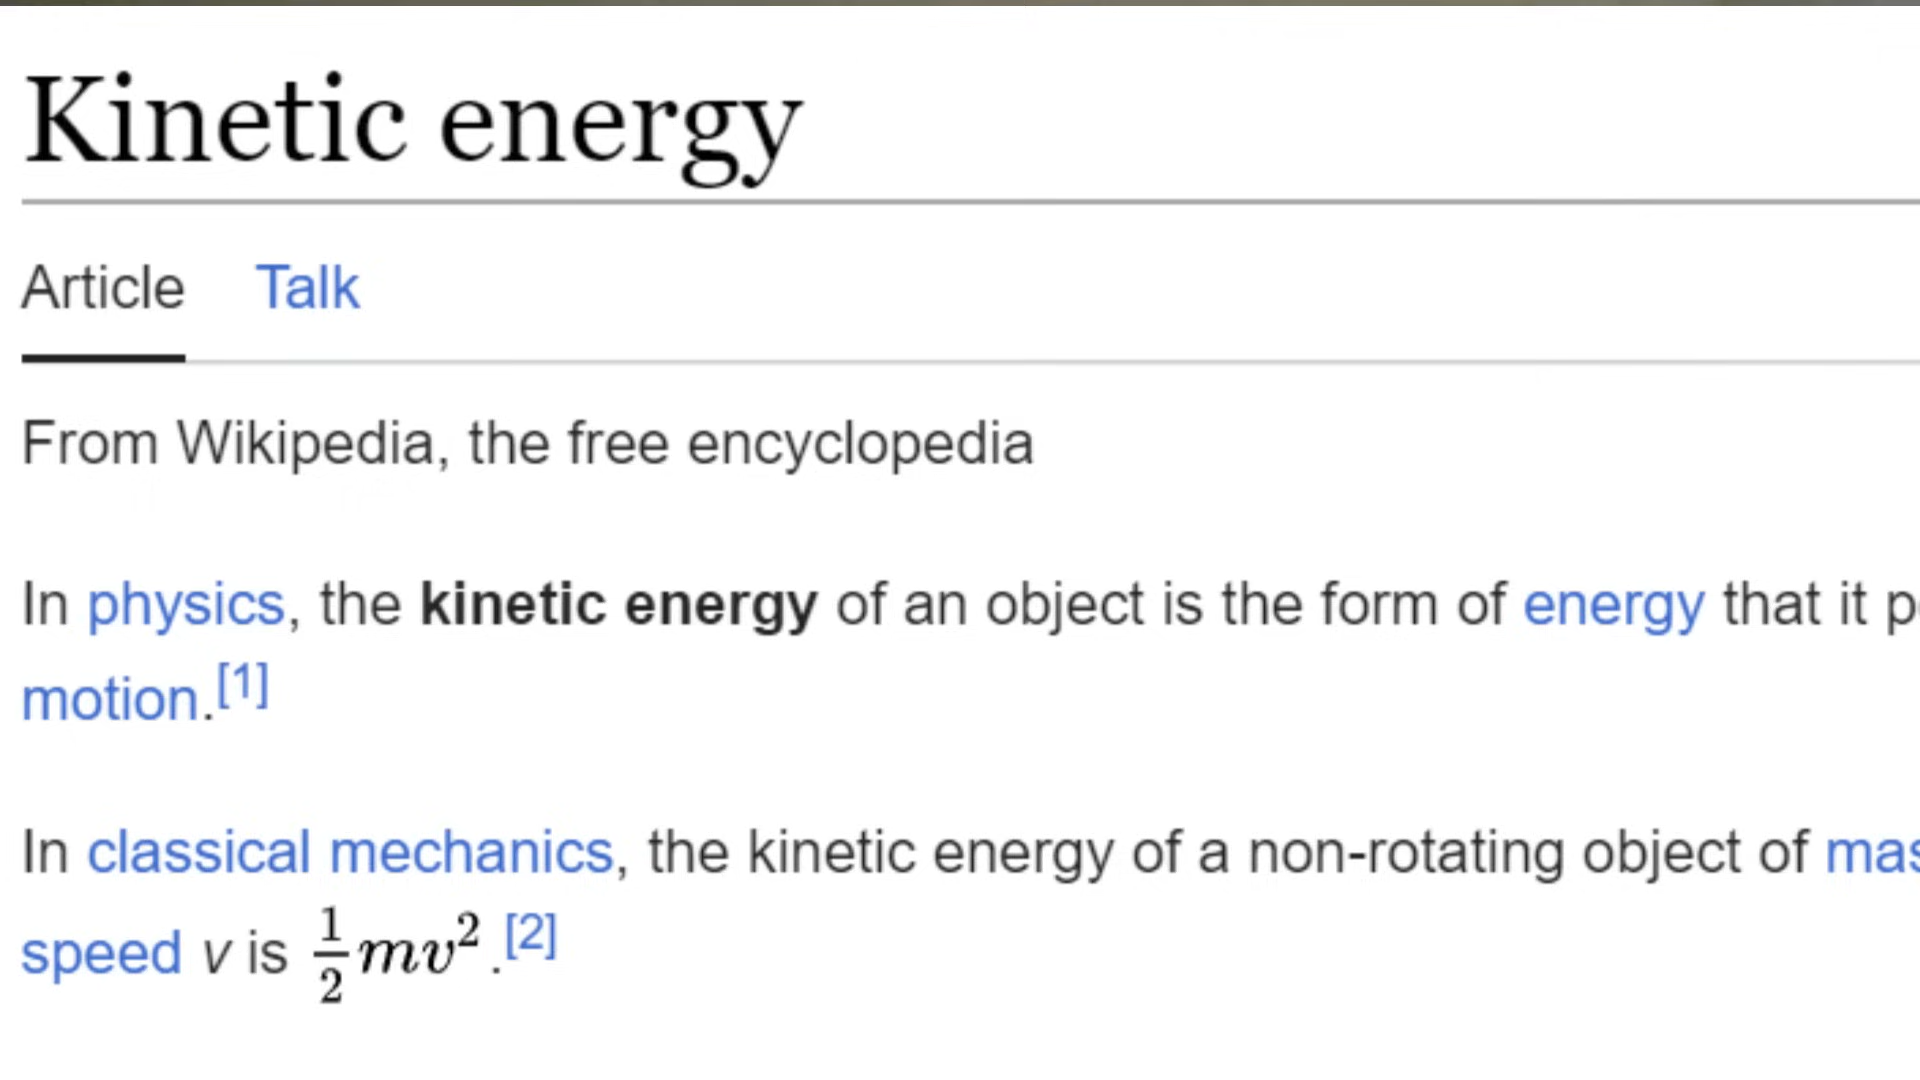 Kinetic energy
Article Talk
From Wikipedia, the free encyclopedia
In physics, the kinetic energy of an object is the form of energy that it
motion.[1]
In classical mechanics, the kinetic energy of a non-rotating object of
speed v is ½mv².[2]